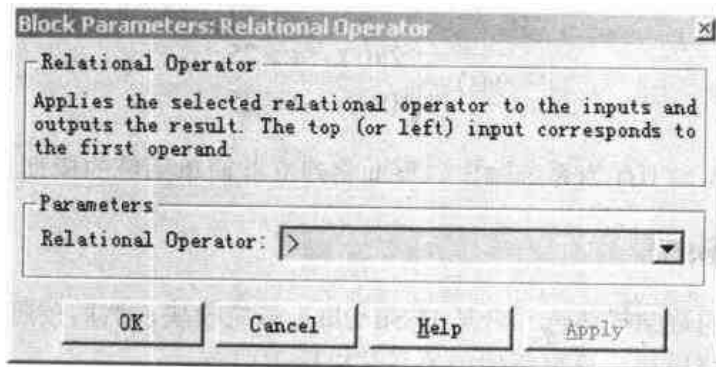 Block Parameters: Relational Operator
Relational Operator
Applies the selected relational operator to the inputs and
outputs the result. The top (or left) input corresponds to
the first operand
Parameters
Relational Operator: >
OK Cancel Help Apply